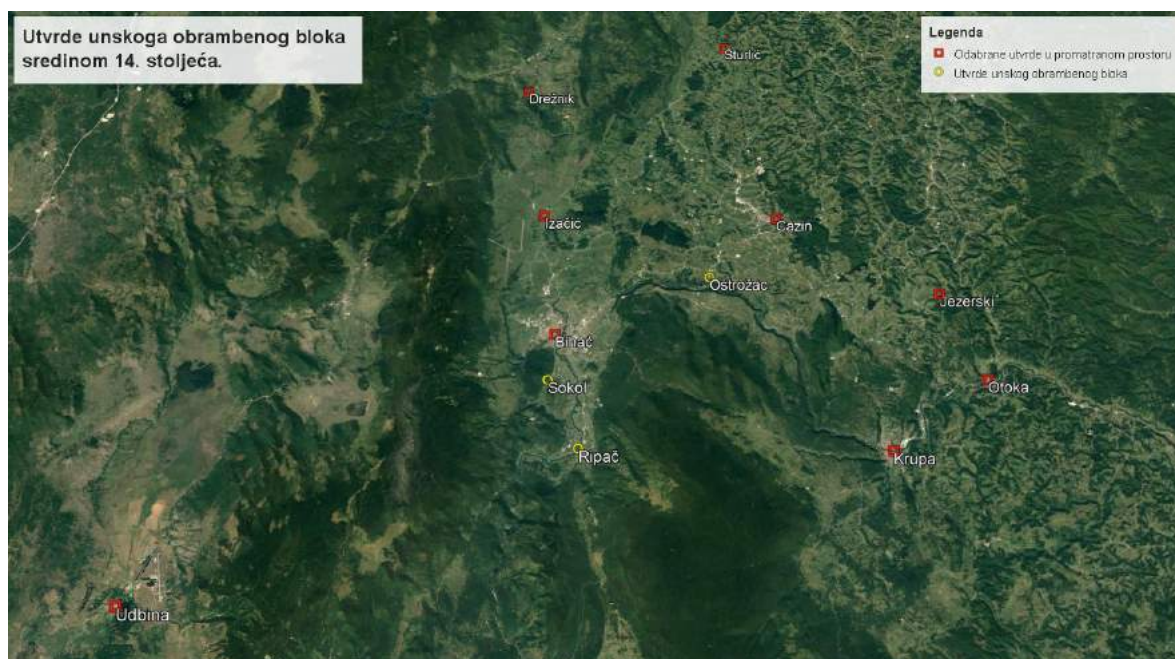 Utvrde unskoga obrambenog bloka
sredinom 14. stoljeća.
Legenda
Odabrane utvrde u promatranom prostoru
Utvrde unskog obrambenog bloka
Šturlić
Drežnik
Izačić
Cazin
Ostrožac
Jezerski
Bihać
Sokol
Otoka
Ripač
Krupa
Udbina